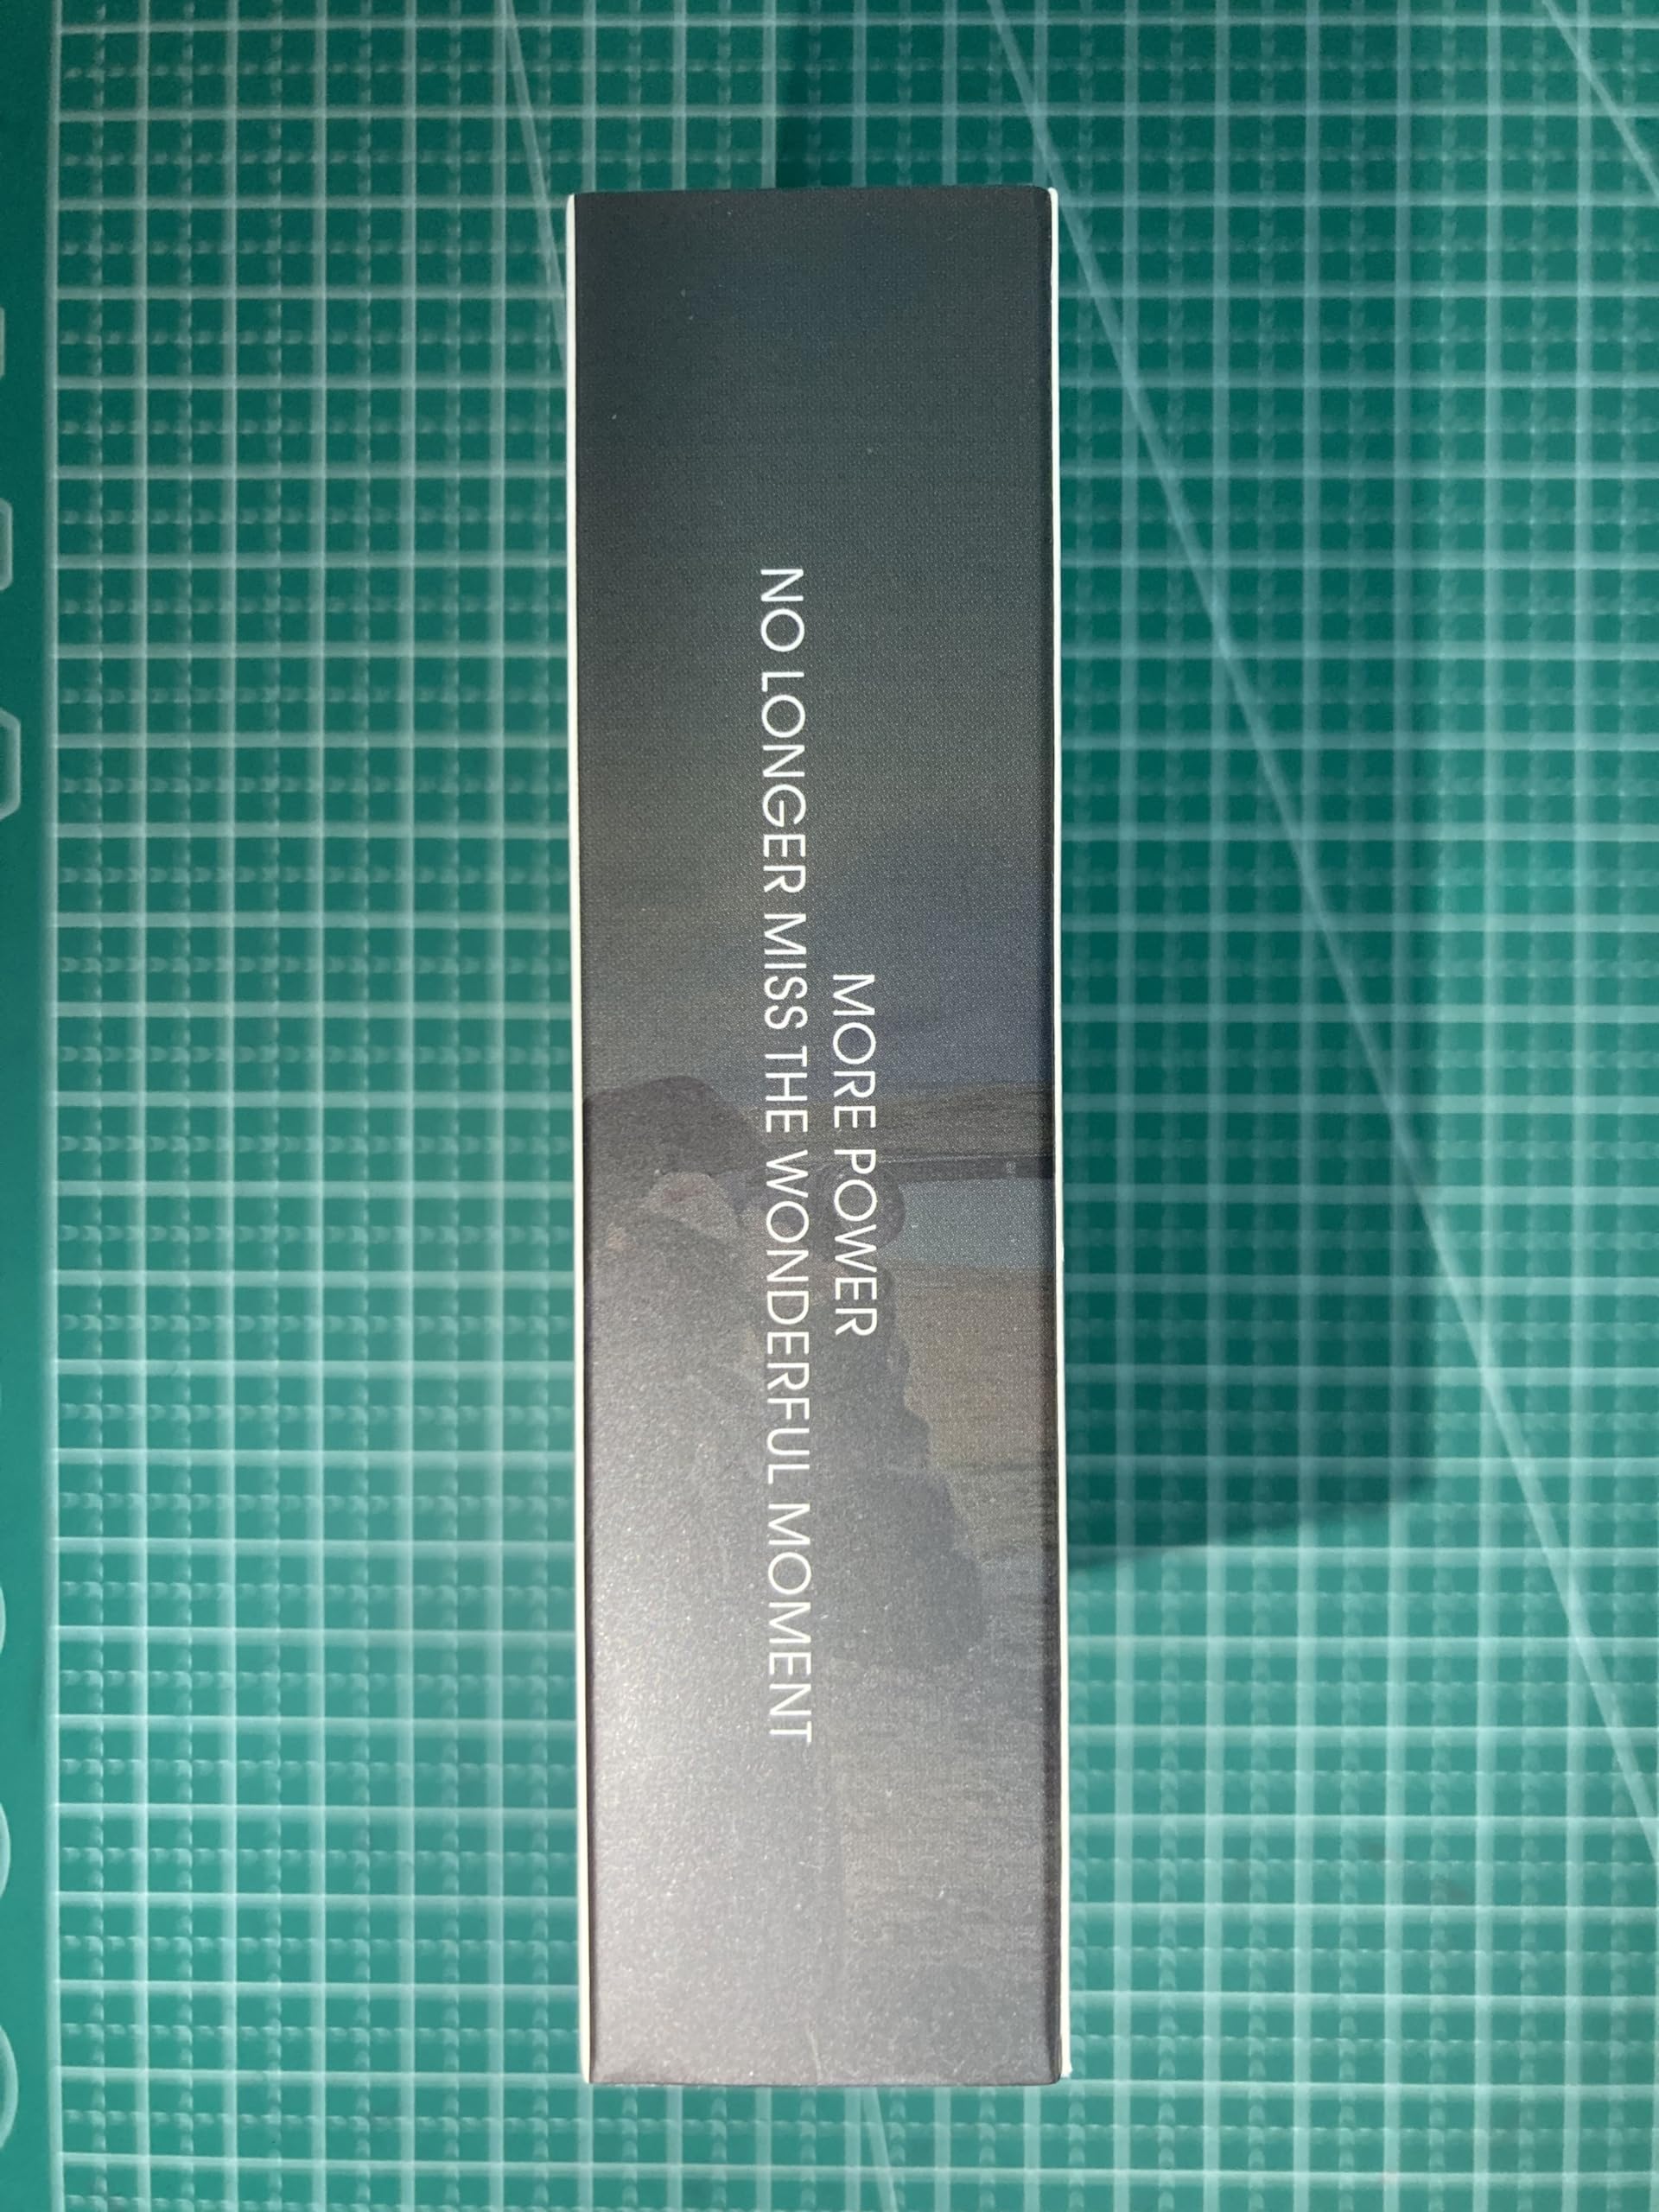 MORE POWER
NO LONGER MISS THE WONDERFUL MOMENT